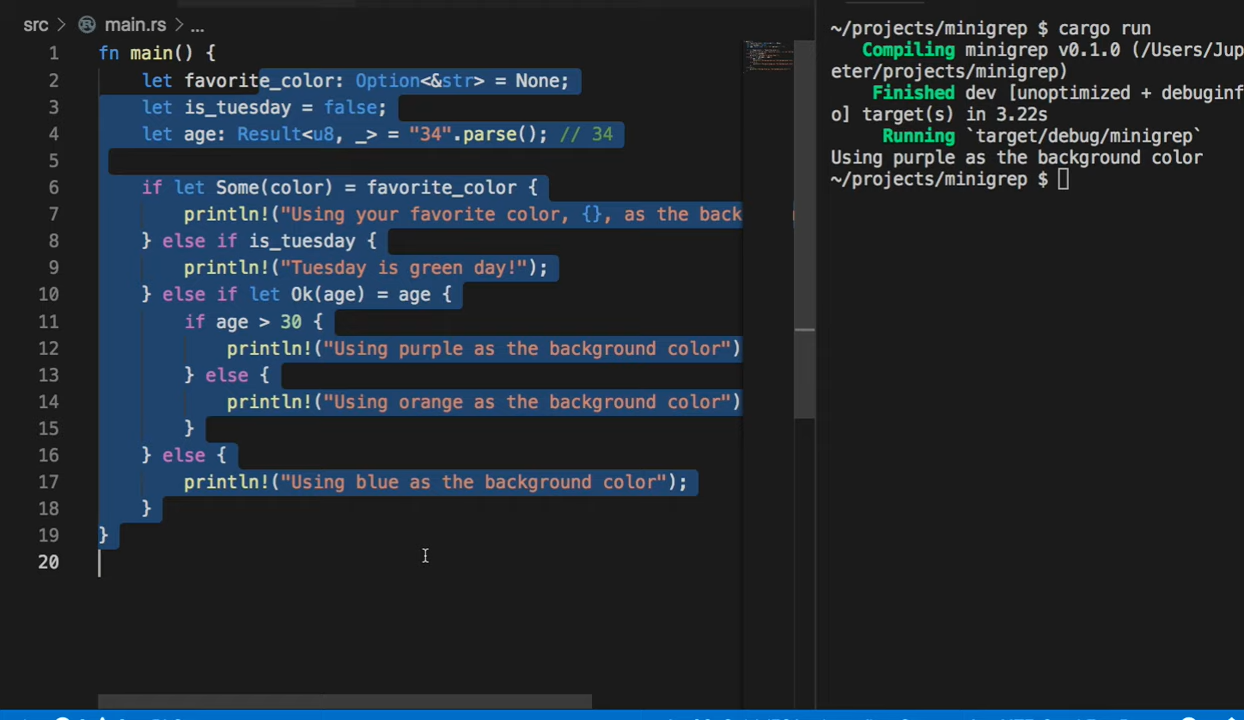 src > main.rs > ...
1 fn main() {
2 let favorite_color: Option<&str> = None;
3 let is_tuesday = false;
4 let age: Result<u8, _> = "34".parse(); // 34
5
6 if let Some(color) = favorite_color {
7 println!("Using your favorite color, {}, as the back
8 } else if is_tuesday {
9 println!("Tuesday is green day!");
10 } else if let Ok(age) = age {
11 if age > 30 {
12 println!("Using purple as the background color")
13 } else {
14 println!("Using orange as the background color")
15 }
16 } else {
17 println!("Using blue as the background color");
18 }
19 }
20
~/projects/minigrep $ cargo run
Compiling minigrep v0.1.0 (/Users/Jup
eter/projects/minigrep)
Finished dev [unoptimized + debuginf
o] target(s) in 3.22s
Running `target/debug/minigrep`
Using purple as the background color
~/projects/minigrep $